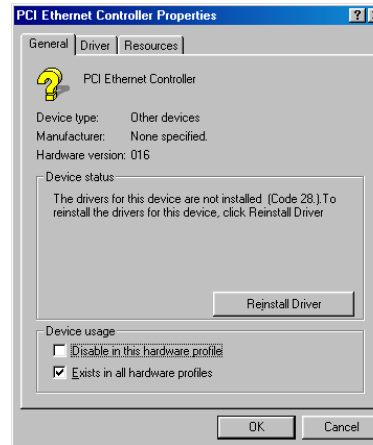 PCI Ethernet Controller Properties
General Driver Resources
PCI Ethernet Controller
Device type: Other devices
Manufacturer: None specified.
Hardware version: 016
Device status
The drivers for this device are not installed (Code 28.).To
reinstall the drivers for this device, click Reinstall Driver
Reinstall Driver
Device usage
Disable in this hardware profile
Exists in all hardware profiles
OK Cancel